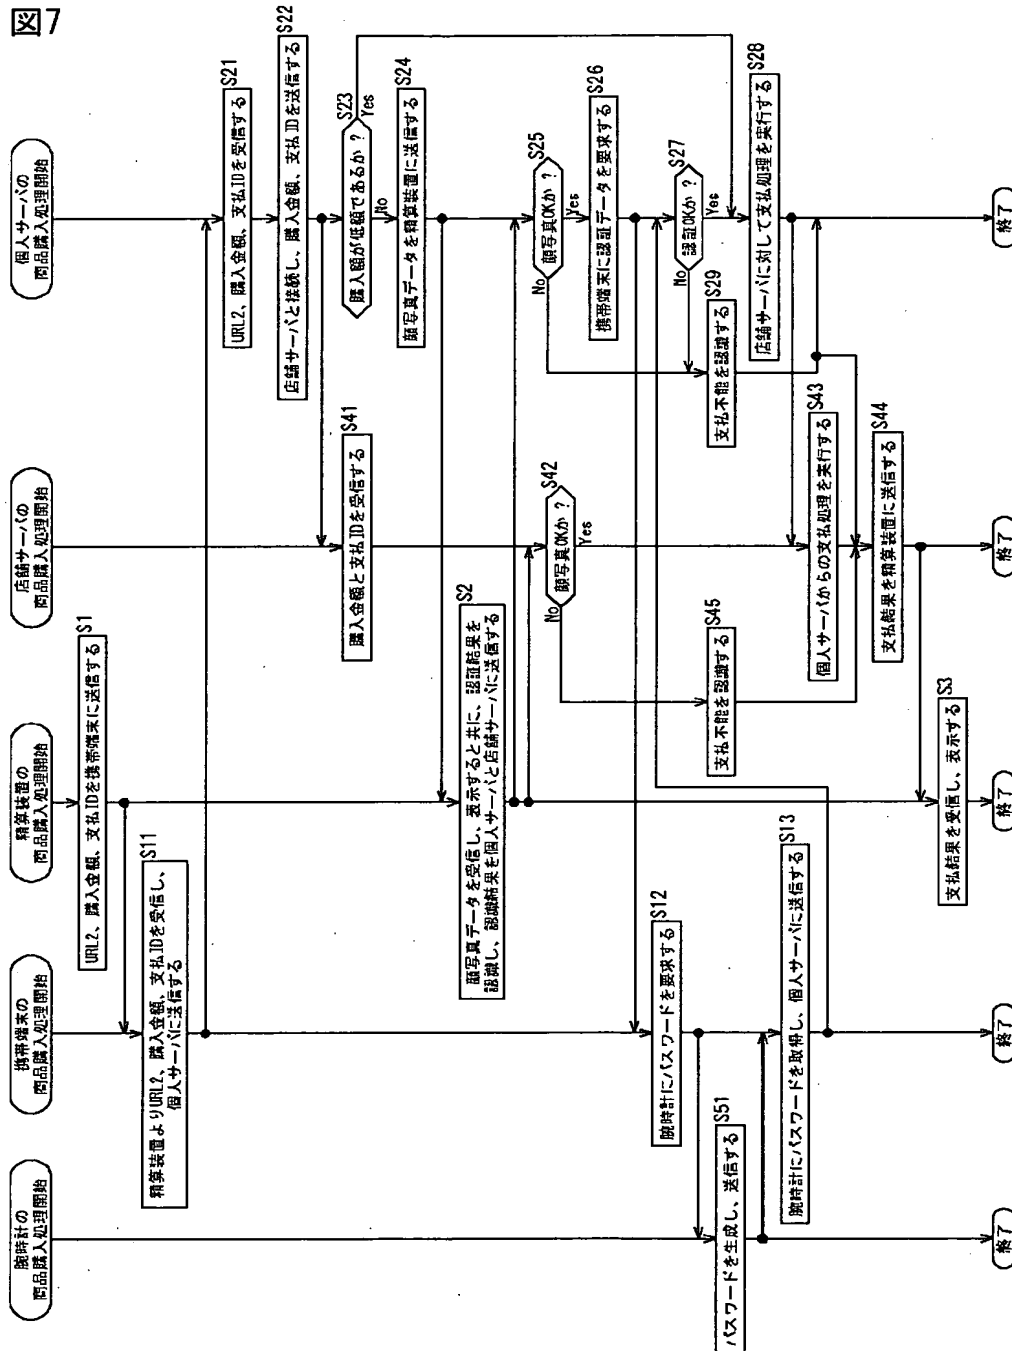 図7
腕時計の
商品購入処理開始
携帯端末の
商品購入処理開始
精算装置の
商品購入処理開始
店舗サーバの
商品購入処理開始
個人サーバの
商品購入処理開始
S1
URL2、購入金額、支払IDを携帯端末に送信する
S11
精算装置よりURL2、購入金額、支払IDを受信し、
個人サーバに送信する
S21
URL2、購入金額、支払IDを受信する
S22
店舗サーバと接続し、購入金額、支払IDを送信する
S41
購入金額と支払IDを受信する
S23
購入額が低額であるか?
Yes
No
S24
顔写真データを精算装置に送信する
S2
顔写真データを受信し、表示すると共に、認証結果を
認識し、認識結果を個人サーバと店舗サーバに送信する
S42
顔写真OKか?
No
Yes
S25
顔写真OKか?
No
Yes
S26
携帯端末に認証データを要求する
S12
腕時計にパスワードを要求する
S51
パスワードを生成し、送信する
S13
腕時計にパスワードを取得し、個人サーバに送信する
S27
認証OKか?
No
Yes
S45
支払不能を認識する
S29
支払不能を認識する
S28
店舗サーバに対して支払処理を実行する
S43
個人サーバからの支払処理を実行する
S44
支払結果を精算装置に送信する
S3
支払結果を受信し、表示する
終了
終了
終了
終了
終了